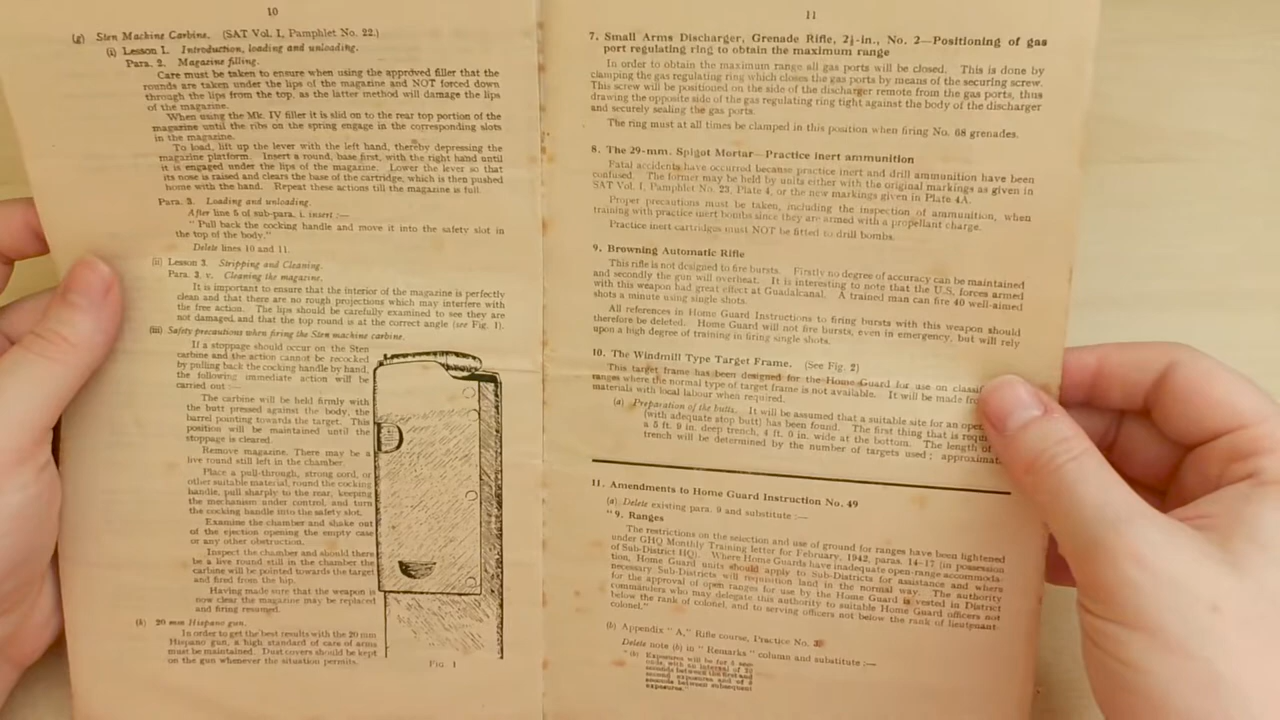 10
(g) Sten Machine Carbine. (SAT Vol. I, Pamphlet No. 22.)
(i) Lesson 1. Introduction, loading and unloading.
Para. 2. Magazine filling.
Care must be taken to ensure when using the approved filler that the
rounds are taken under the lips of the magazine and NOT forced down
through the lips from the top, as the latter method will damage the lips
of the magazine.
When using the Mk. IV filler it is slid on to the rear top portion of the
magazine until the ribs on the spring engage in the corresponding slots
in the magazine.
To load, lift up the lever with the left hand, thereby depressing the
magazine platform. Insert a round, base first, with the right hand until
it is engaged under the lips of the magazine. Lower the lever so that
its nose is raised and clears the base of the cartridge, which is then pushed
home with the hand. Repeat these actions till the magazine is full.
Para. 3. Loading and unloading.
After line 5 of sub-para. i. insert :—
"Pull back the cocking handle and move it into the safety slot in
the top of the body."
Delete lines 10 and 11.
(ii) Lesson 3. Stripping and Cleaning.
Para. 2. v. Cleaning the magazine.
It is important to ensure that the interior of the magazine is perfectly
clean and that there are no rough projections which may interfere with
the free action. The lips should be carefully examined to see they are
not damaged, and that the top round is at the correct angle (see Fig. 1).
(iii) Safety precautions when firing the Sten machine carbine.
If a stoppage should occur on the Sten
carbine and the action cannot be recocked
by pulling back the cocking handle by hand,
the following immediate action will be
carried out :—
The carbine will be held firmly with
the butt pressed against the body, the
barrel pointing towards the target. This
position will be maintained until the
stoppage is cleared.
Remove magazine. There may be a
live round still left in the chamber.
Place a pull-through, strong cord, or
other suitable material, round the cocking
handle, pull sharply to the rear, keeping
the mechanism under control, and turn
the cocking handle into the safety slot.
Examine the chamber and shake out
of the ejection opening the empty case
or any other obstruction.
Inspect the chamber and should there
be a live round still in the chamber the
carbine will be pointed towards the target
and fired from the hip.
Having made sure that the weapon is
now clear the magazine may be replaced
and firing resumed.
(h) 20 mm Hispano gun.
In order to get the best results with the 20 mm
Hispano gun, a high standard of care of arms
must be maintained. Dust covers should be kept
on the gun whenever the situation permits.
Fig 1
11
7. Small Arms Discharger, Grenade Rifle, 2½-in., No. 2—Positioning of gas
port regulating ring to obtain the maximum range
In order to obtain the maximum range all gas ports will be closed. This is done by
clamping the gas regulating ring which closes the gas ports by means of the securing screw.
This screw will be positioned on the side of the discharger remote from the gas ports, thus
drawing the opposite side of the gas regulating ring tight against the body of the discharger
and securely sealing the gas ports.
The ring must at all times be clamped in this position when firing No. 68 grenades.
8. The 29-mm. Spigot Mortar—Practice inert ammunition
Fatal accidents have occurred because practice inert and drill ammunition have been
confused. The former may be held by units either with the original markings as given in
SAT Vol. I, Pamphlet No. 23, Plate 4, or the new markings given in Plate 4A.
Proper precautions must be taken, including the inspection of ammunition, when
training with practice inert bombs since they are armed with a propellant charge.
Practice inert cartridges must NOT be fitted to drill bombs.
9. Browning Automatic Rifle
This rifle is not designed to fire bursts. Firstly no degree of accuracy can be maintained
and secondly the gun will overheat. It is interesting to note that the U.S. forces armed
with this weapon had great effect at Guadalcanal. A trained man can fire 40 well-aimed
shots a minute using single shots.
All references in Home Guard Instructions to firing bursts with this weapon should
therefore be deleted. Home Guard will not fire bursts, even in emergency, but will rely
upon a high degree of training in firing single shots.
10. The Windmill Type Target Frame. (See Fig. 2)
This target frame has been designed for the Home Guard for use on classif
ranges where the normal type of target frame is not available. It will be made fro
materials with local labour when required.
(a) Preparation of the butts. It will be assumed that a suitable site for an ope
(with adequate stop butt) has been found. The first thing that is requ
a 5 ft. 9 in. deep trench, 4 ft. 0 in. wide at the bottom. The length of
trench will be determined by the number of targets used ; approximat
11. Amendments to Home Guard Instruction No. 49
(a) Delete existing para. 9 and substitute :—
"9. Ranges
The restrictions on the selection and use of ground for ranges have been lightened
under GHQ Monthly Training letter for February, 1942, paras. 14-17 (in possession
of Sub-District HQ). Where Home Guards have inadequate open-range accommoda-
tion, Home Guard units should apply to Sub-Districts for assistance and where
necessary Sub-Districts will requisition land in the normal way. The authority
for the approval of open ranges for use by the Home Guard is vested in District
commanders who may delegate this authority to suitable Home Guard officers not
below the rank of colonel, and to serving officers not below the rank of lieutenant-
colonel."
(b) Appendix "A," Rifle course, Practice No. 3.
Delete note (b) in "Remarks" column and substitute :—
"(b) Exposures will be for 5 sec-
onds, with an interval of 20
seconds between the first and
second exposures and of 5
seconds between subsequent
exposures."